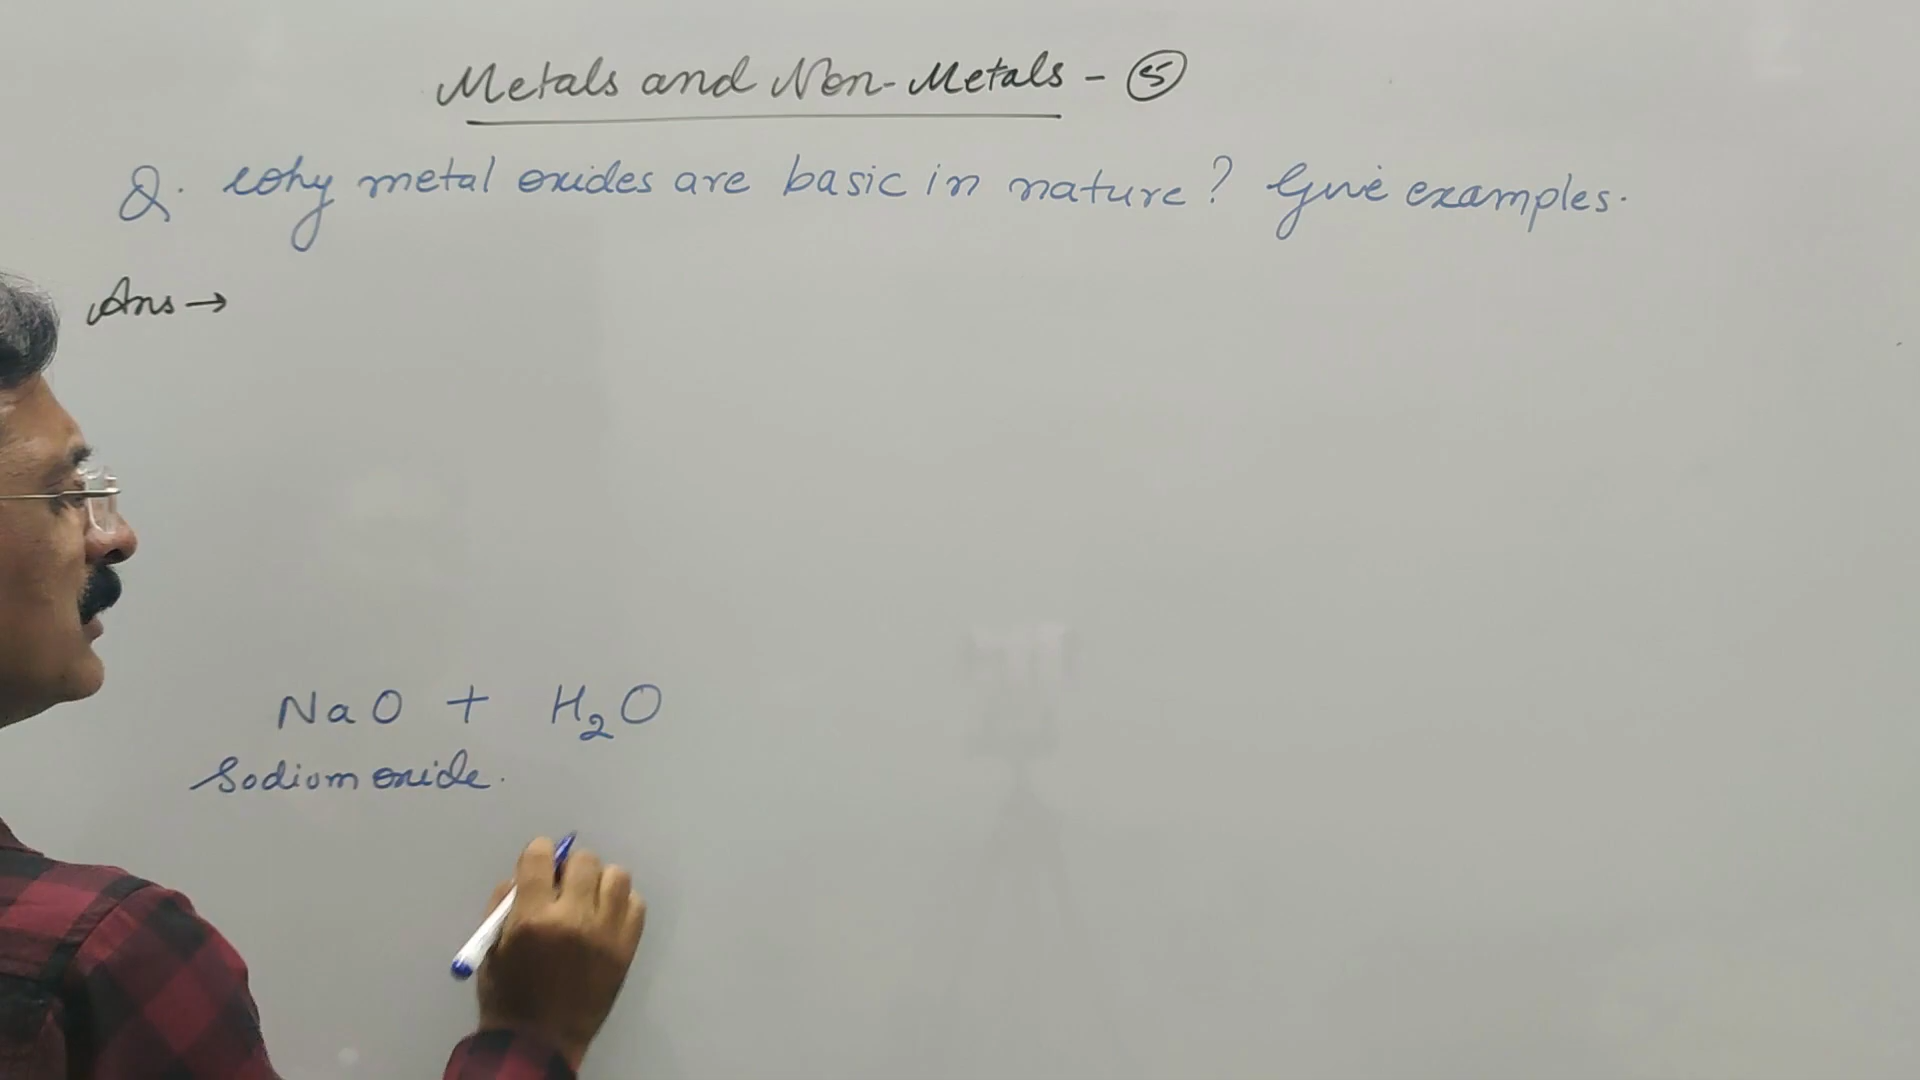 Metals and Non-Metals - ⑤
Q. Why metal oxides are basic in nature? Give examples.
Ans →
NaO + H₂O
Sodium oxide.